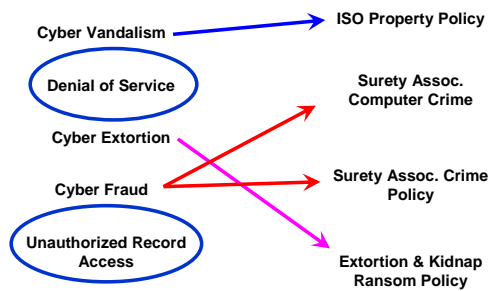 Cyber Vandalism
Denial of Service
Cyber Extortion
Cyber Fraud
Unauthorized Record
Access
ISO Property Policy
Surety Assoc.
Computer Crime
Surety Assoc. Crime
Policy
Extortion & Kidnap
Ransom Policy